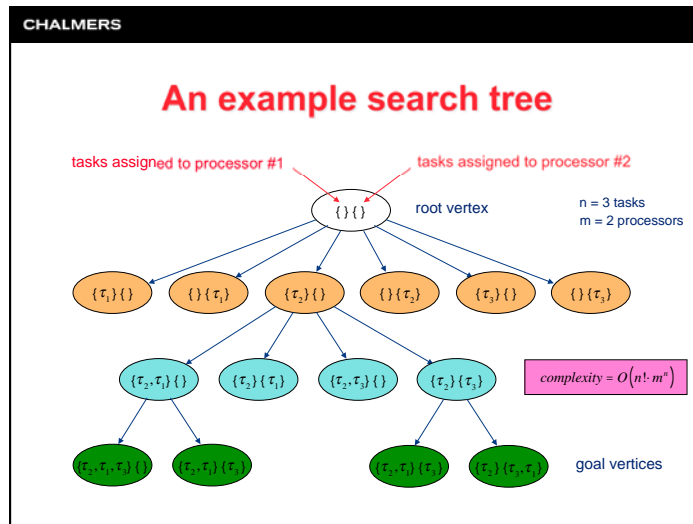 CHALMERS
An example search tree
tasks assigned to processor #1
tasks assigned to processor #2
{ } { }
root vertex
n = 3 tasks
m = 2 processors
{τ₁} { }
{ } {τ₁}
{τ₂} { }
{ } {τ₂}
{τ₃} { }
{ } {τ₃}
{τ₂, τ₁} { }
{τ₂} {τ₁}
{τ₂, τ₃} { }
{τ₂} {τ₃}
complexity = O(n!· mⁿ)
{τ₂, τ₁, τ₃} { }
{τ₂, τ₁} {τ₃}
{τ₂, τ₁} {τ₃}
{τ₂} {τ₃, τ₁}
goal vertices